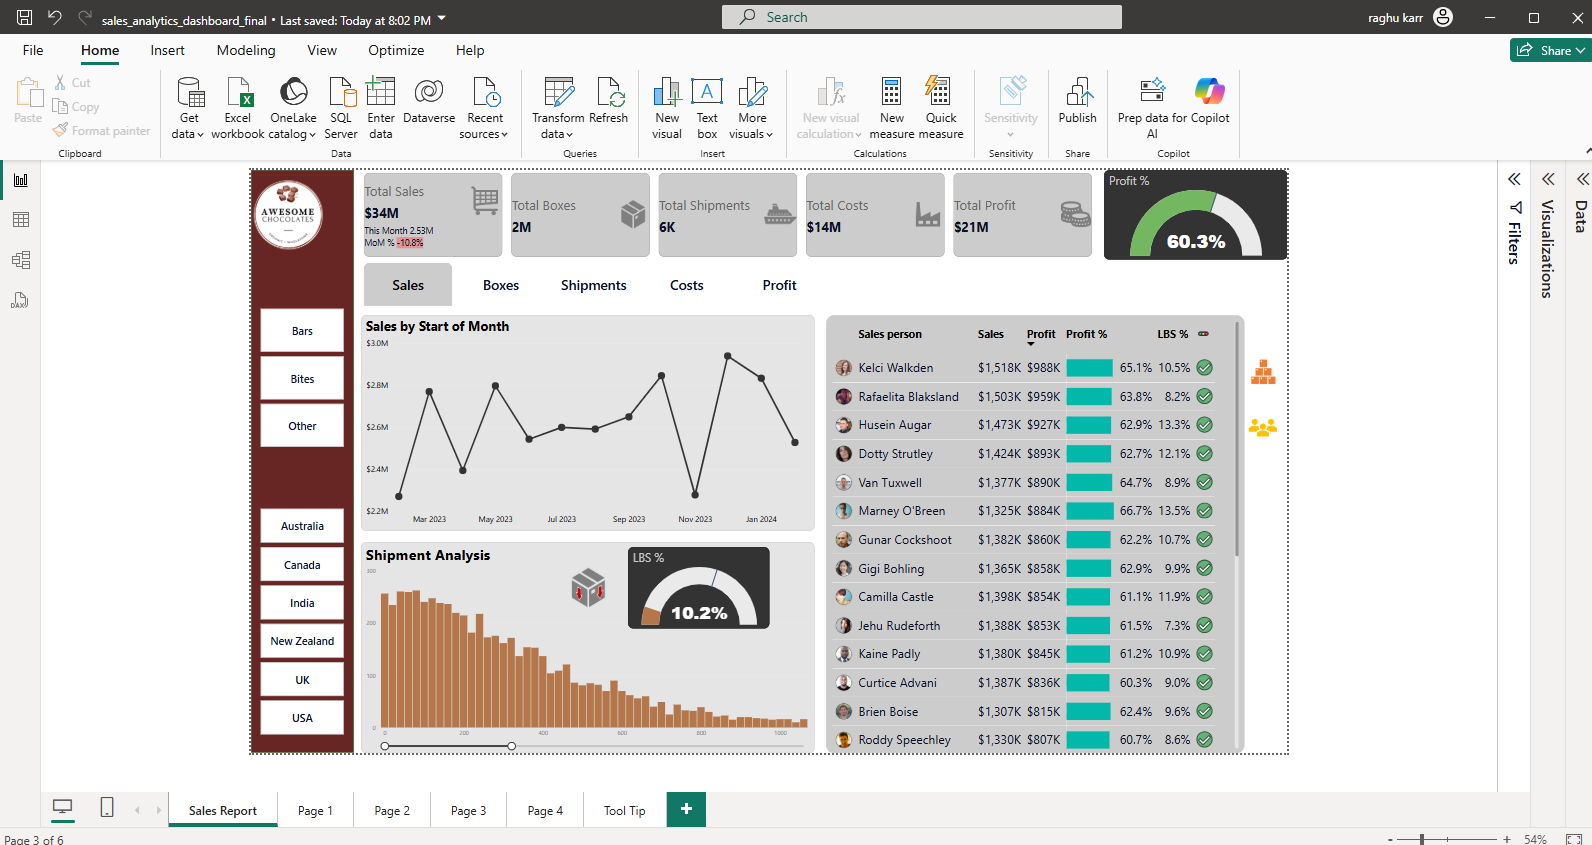 sales_analytics_dashboard_final • Last saved: Today at 8:02 PM
Search
raghu karr
File Home Insert Modeling View Optimize Help
Share
Paste
Cut
Copy
Format painter
Clipboard
Get data
Excel workbook
OneLake catalog
SQL Server
Enter data
Dataverse
Recent sources
Data
Transform data
Refresh
Queries
New visual
Text box
More visuals
Insert
New visual calculation
New measure
Quick measure
Calculations
Sensitivity
Sensitivity
Publish
Share
Prep data for AI
Copilot
Copilot
AWESOME
CHOCOLATES
Bars
Bites
Other
Australia
Canada
India
New Zealand
UK
USA
Total Sales
$34M
This Month 2.53M
MoM % -10.8%
Total Boxes
2M
Total Shipments
6K
Total Costs
$14M
Total Profit
$21M
Profit %
60.3%
Sales Boxes Shipments Costs Profit
Sales by Start of Month
$3.0M
$2.8M
$2.6M
$2.4M
$2.2M
Mar 2023 May 2023 Jul 2023 Sep 2023 Nov 2023 Jan 2024
Shipment Analysis
300
200
100
0
0 200 400 600 800 1000
LBS %
10.2%
Sales person Sales Profit Profit % LBS %
Kelci Walkden $1,518K $988K 65.1% 10.5%
Rafaelita Blaksland $1,503K $959K 63.8% 8.2%
Husein Augar $1,473K $927K 62.9% 13.3%
Dotty Strutley $1,424K $893K 62.7% 12.1%
Van Tuxwell $1,377K $890K 64.7% 8.9%
Marney O'Breen $1,325K $884K 66.7% 13.5%
Gunar Cockshoot $1,382K $860K 62.2% 10.7%
Gigi Bohling $1,365K $858K 62.9% 9.9%
Camilla Castle $1,398K $854K 61.1% 11.9%
Jehu Rudeforth $1,388K $853K 61.5% 7.3%
Kaine Padly $1,380K $845K 61.2% 10.9%
Curtice Advani $1,387K $836K 60.3% 9.0%
Brien Boise $1,307K $815K 62.4% 9.6%
Roddy Speechley $1,330K $807K 60.7% 8.6%
Filters
Visualizations
Data
DAX
Sales Report Page 1 Page 2 Page 3 Page 4 Tool Tip +
Page 3 of 6
- + 54%